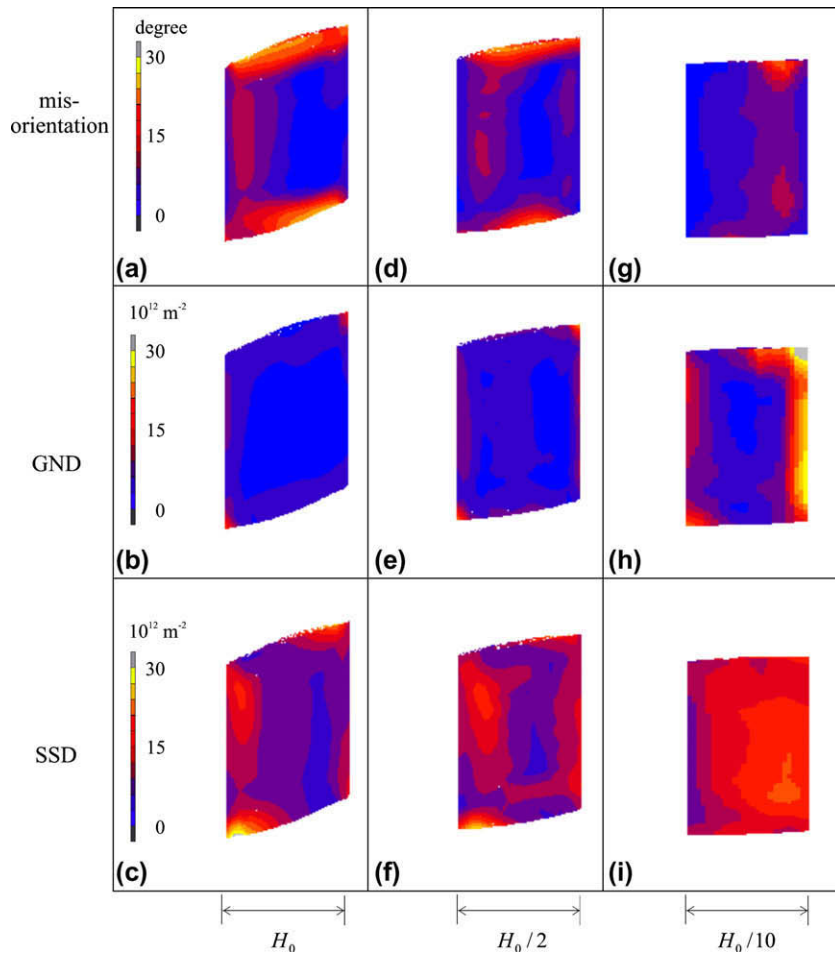 degree
30
mis-
orientation
15
0
(a)
(d)
(g)
10¹² m⁻²
30
15
GND
0
(b)
(e)
(h)
10¹² m⁻²
30
15
SSD
0
(c)
(f)
(i)
H₀
H₀/2
H₀/10